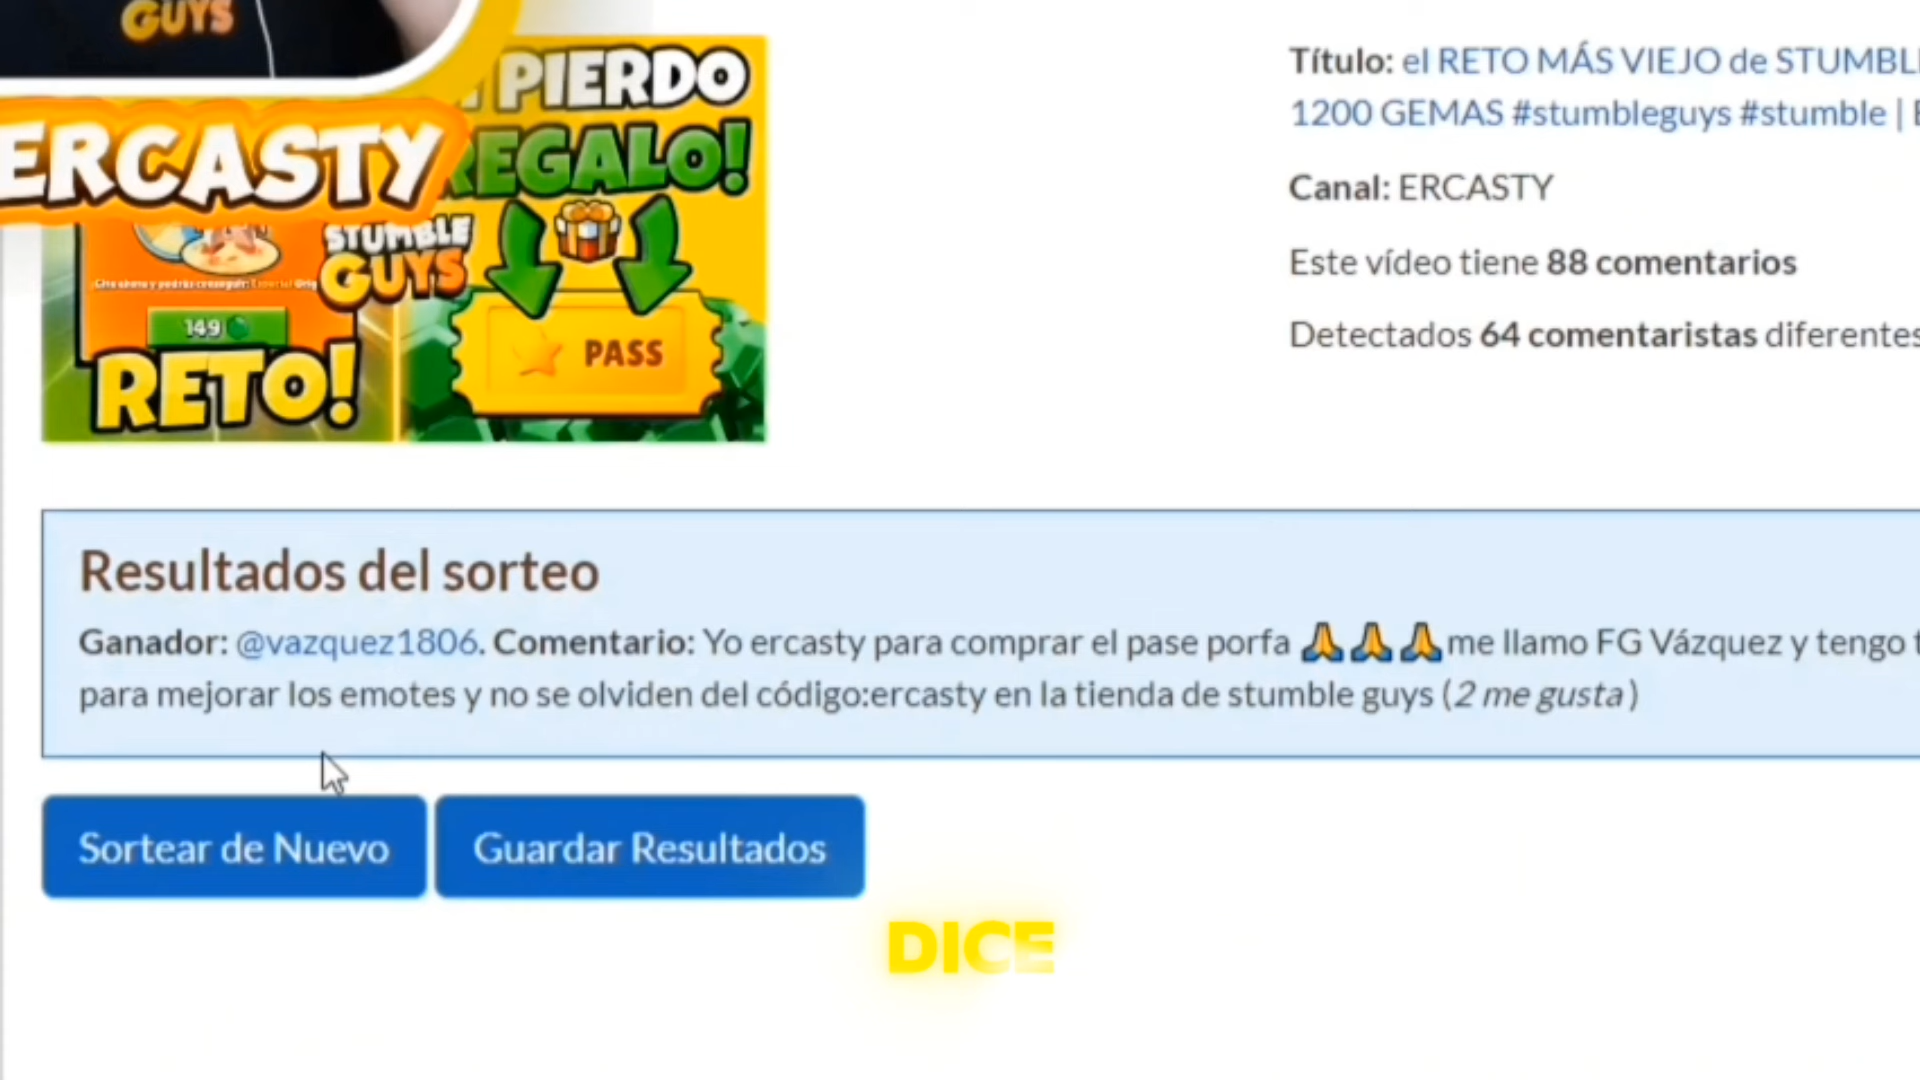 GUYS
PIERDO
REGALO!
ERCASTY
STUMBLE
GUYS
149
PASS
RETO!
Título: el RETO MÁS VIEJO de STUMBL
1200 GEMAS #stumbleguys #stumble |
Canal: ERCASTY
Este vídeo tiene 88 comentarios
Detectados 64 comentaristas diferentes
Resultados del sorteo
Ganador: @vazquez1806. Comentario: Yo ercasty para comprar el pase porfa 🙏🙏🙏me llamo FG Vázquez y tengo
para mejorar los emotes y no se olviden del código:ercasty en la tienda de stumble guys (2 me gusta )
Sortear de Nuevo
Guardar Resultados
DICE